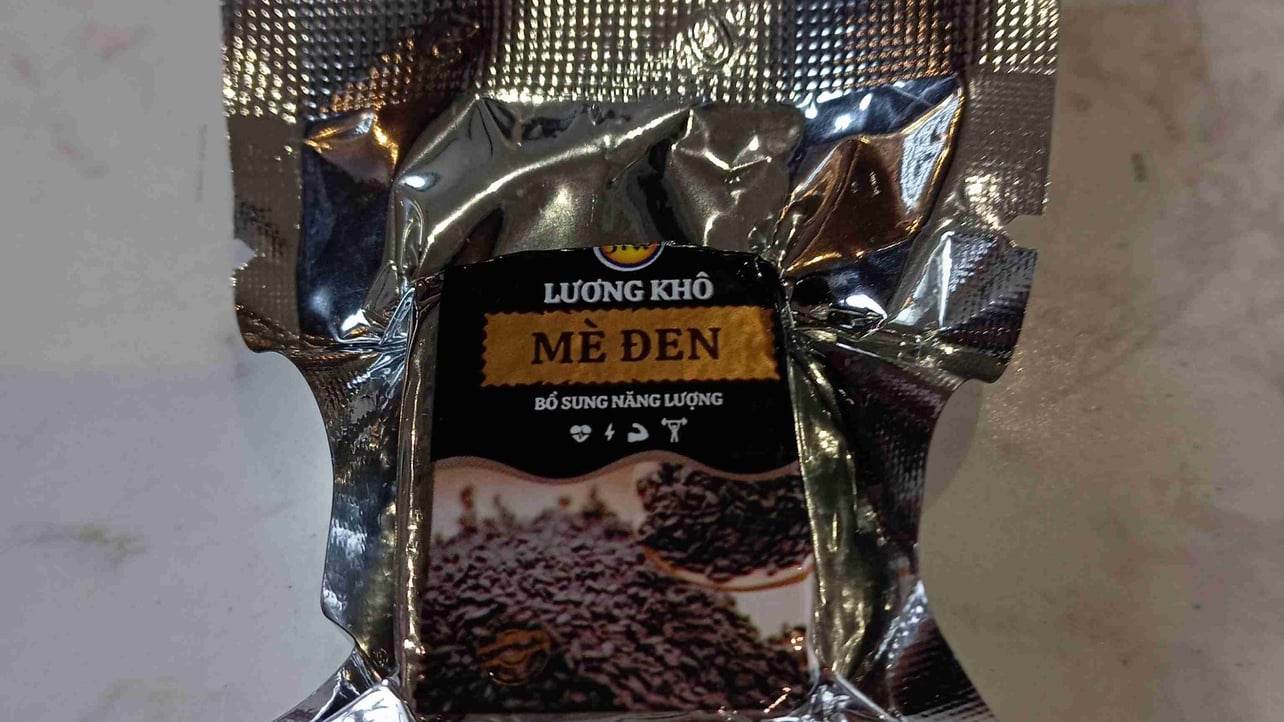 LƯƠNG KHÔ
MÈ ĐEN
BỔ SUNG NĂNG LƯỢNG